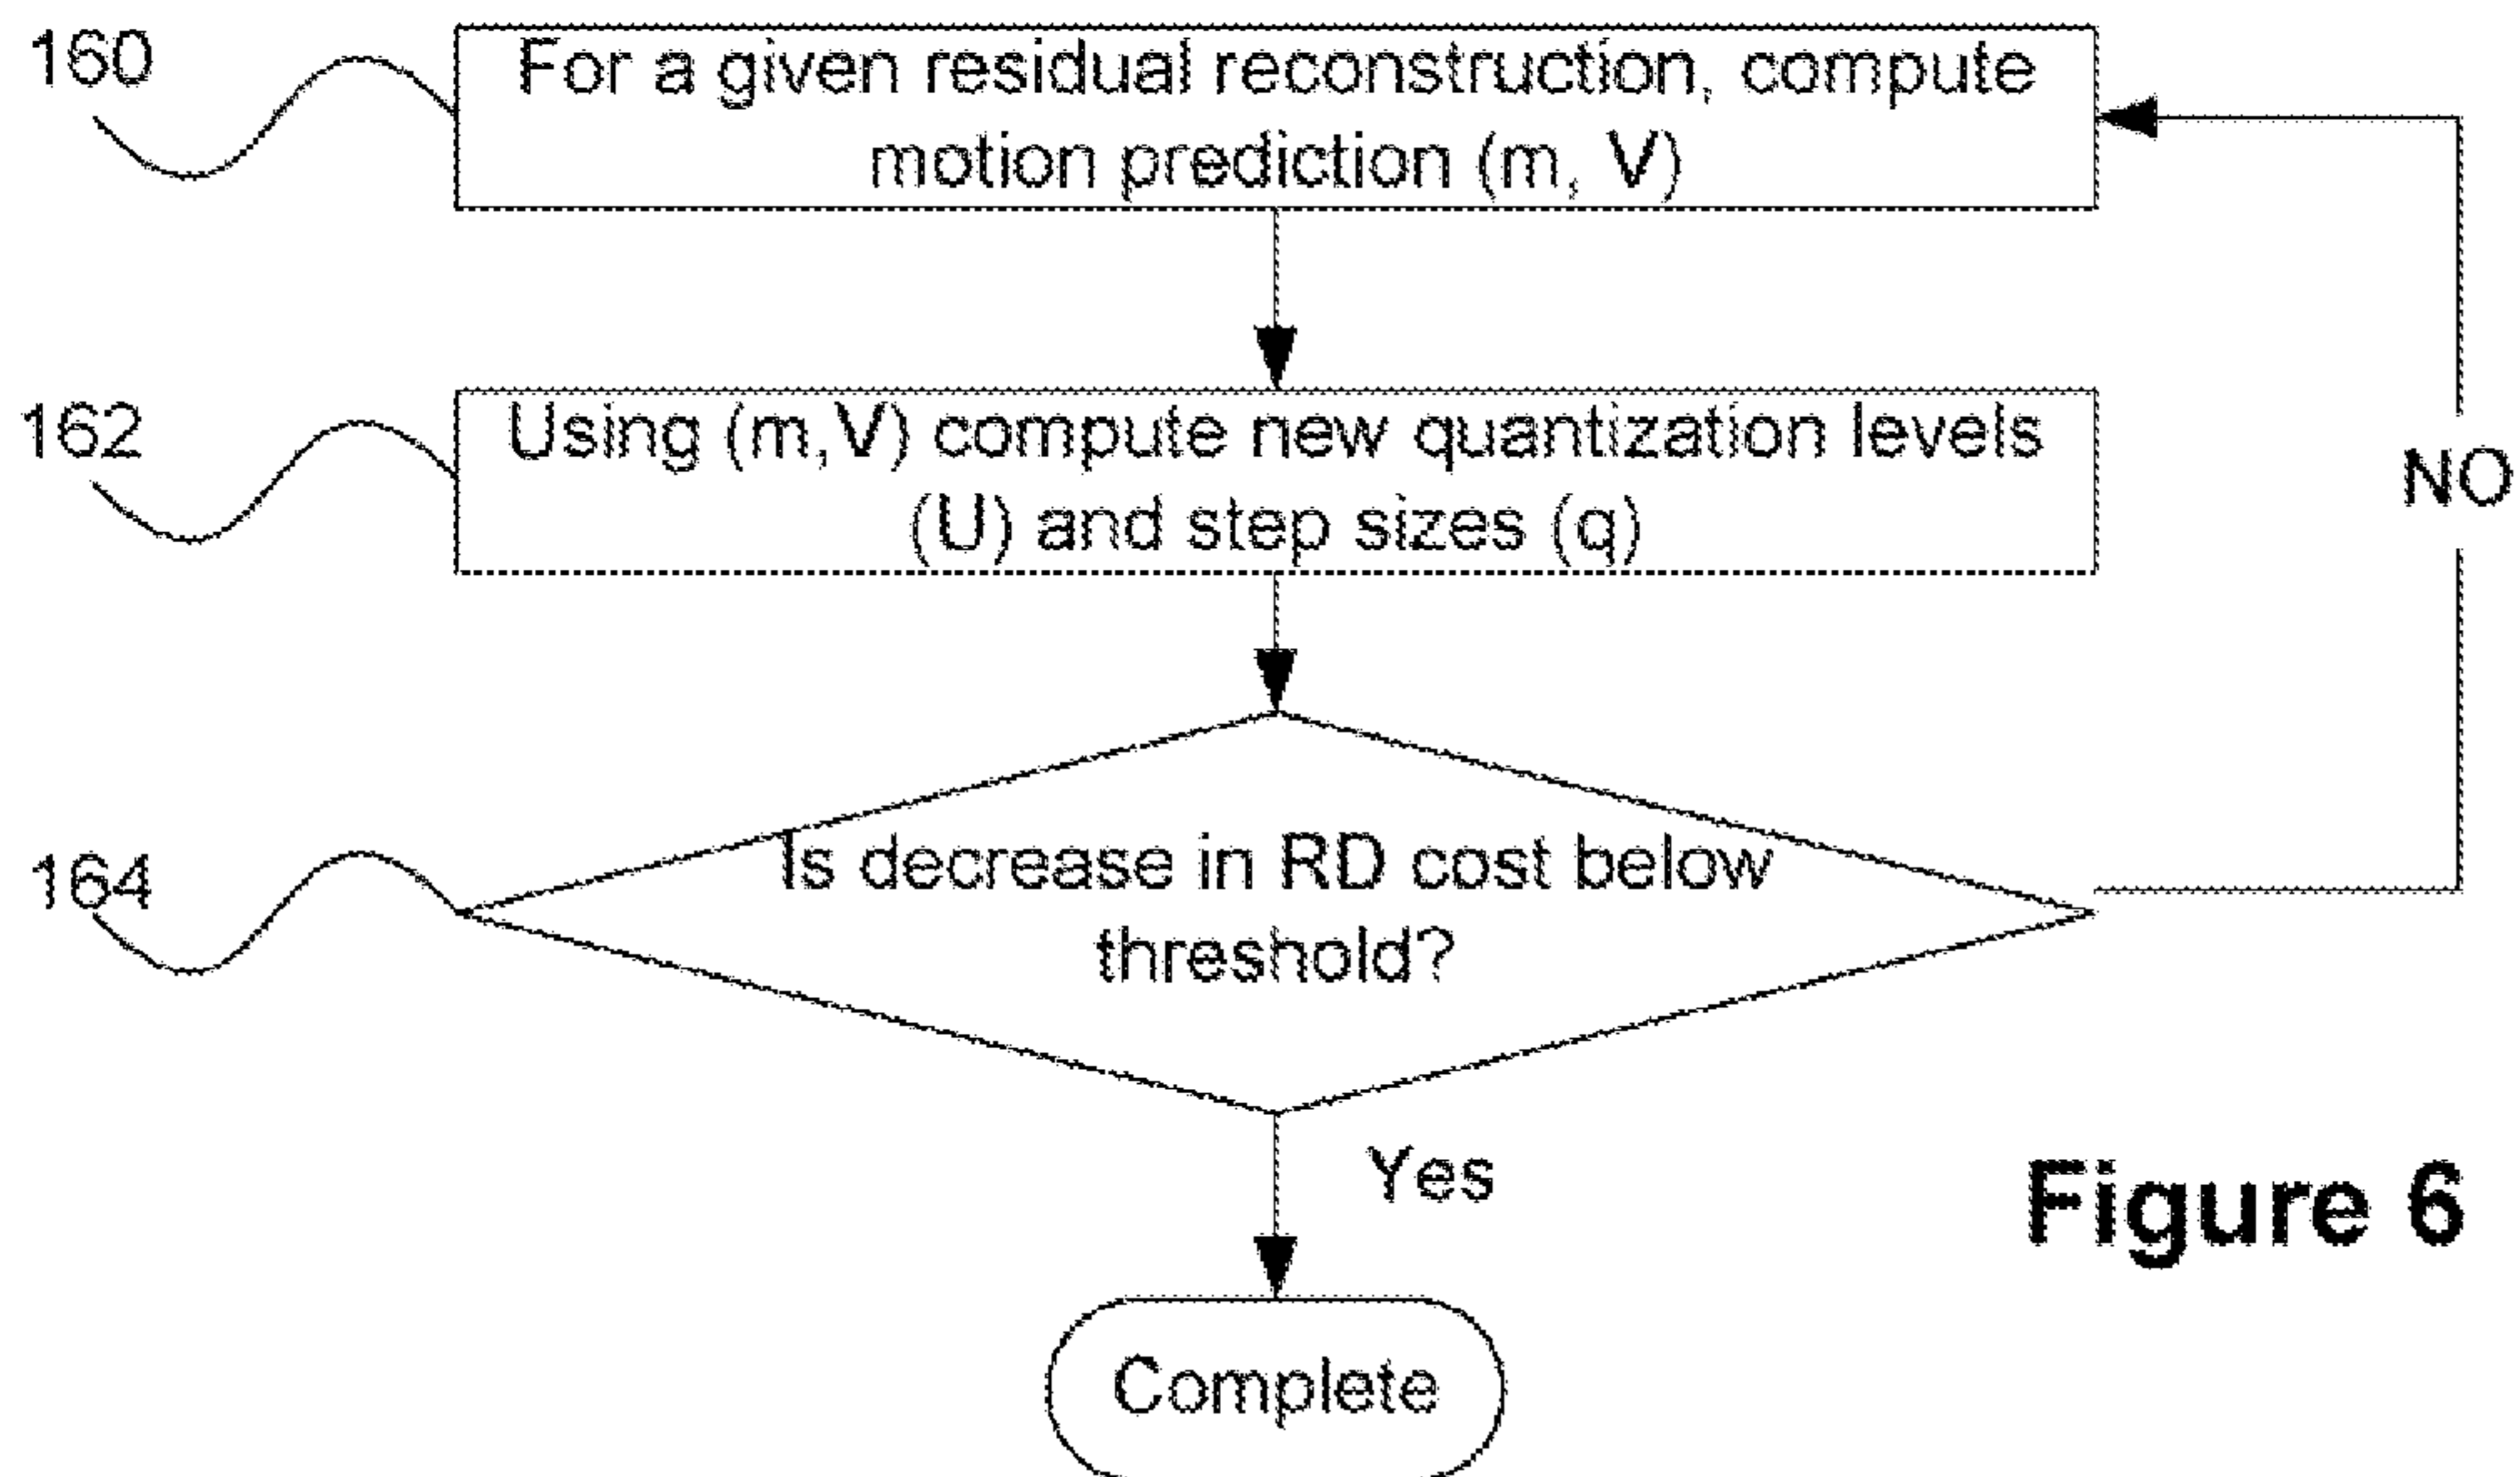 160
For a given residual reconstruction, compute
motion prediction (m, V)
162
Using (m,V) compute new quantization levels
(U) and step sizes (q)
NO
164
Is decrease in RD cost below
threshold?
Yes
Figure 6
Complete